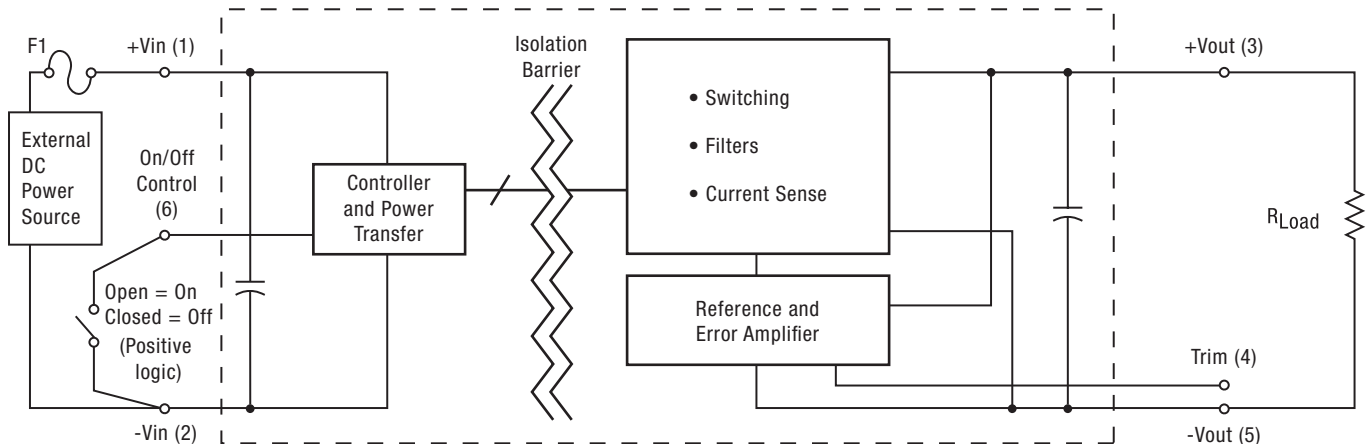 F1
+Vin (1)
External
DC
Power
Source
On/Off
Control
(6)
Open = On
Closed = Off
(Positive
logic)
-Vin (2)
Controller
and Power
Transfer
Isolation
Barrier
• Switching
• Filters
• Current Sense
Reference and
Error Amplifier
+Vout (3)
RLoad
Trim (4)
-Vout (5)